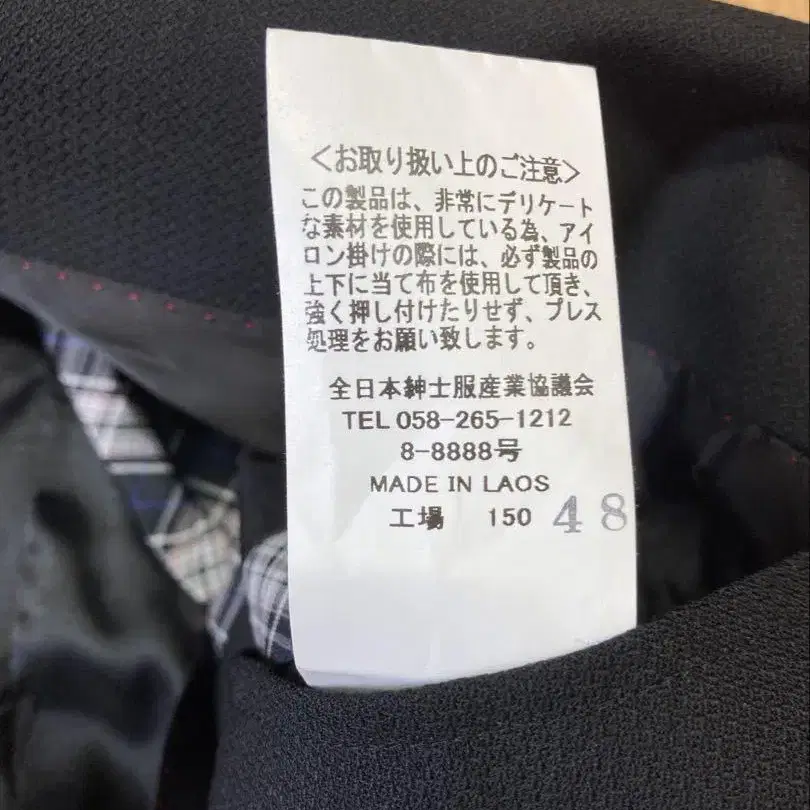 ＜お取り扱い上のご注意＞
この製品は、非常にデリケート
な素材を使用している為、アイ
ロン掛けの際には、必ず製品の
上下に当て布を使用して頂き、
強く押し付けたりせず、プレス
処理をお願い致します。
全日本紳士服産業協議会
TEL 058-265-1212
8-8888号
MADE IN LAOS
工場 150 48